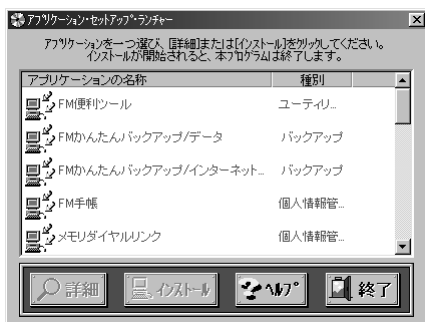 アプリケーション・セットアップ・ランチャー
アプリケーションを一つ選び、[詳細]または[インストール]をクリックしてください。
インストールが開始されると、本プログラムは終了します。
アプリケーションの名称 種別
FM便利ツール ユーティリ...
FMかんたんバックアップ/データ バックアップ
FMかんたんバックアップ/インターネット... バックアップ
FM手帳 個人情報管...
メモリダイヤルリンク 個人情報管...
詳細 インストール ヘルプ 終了